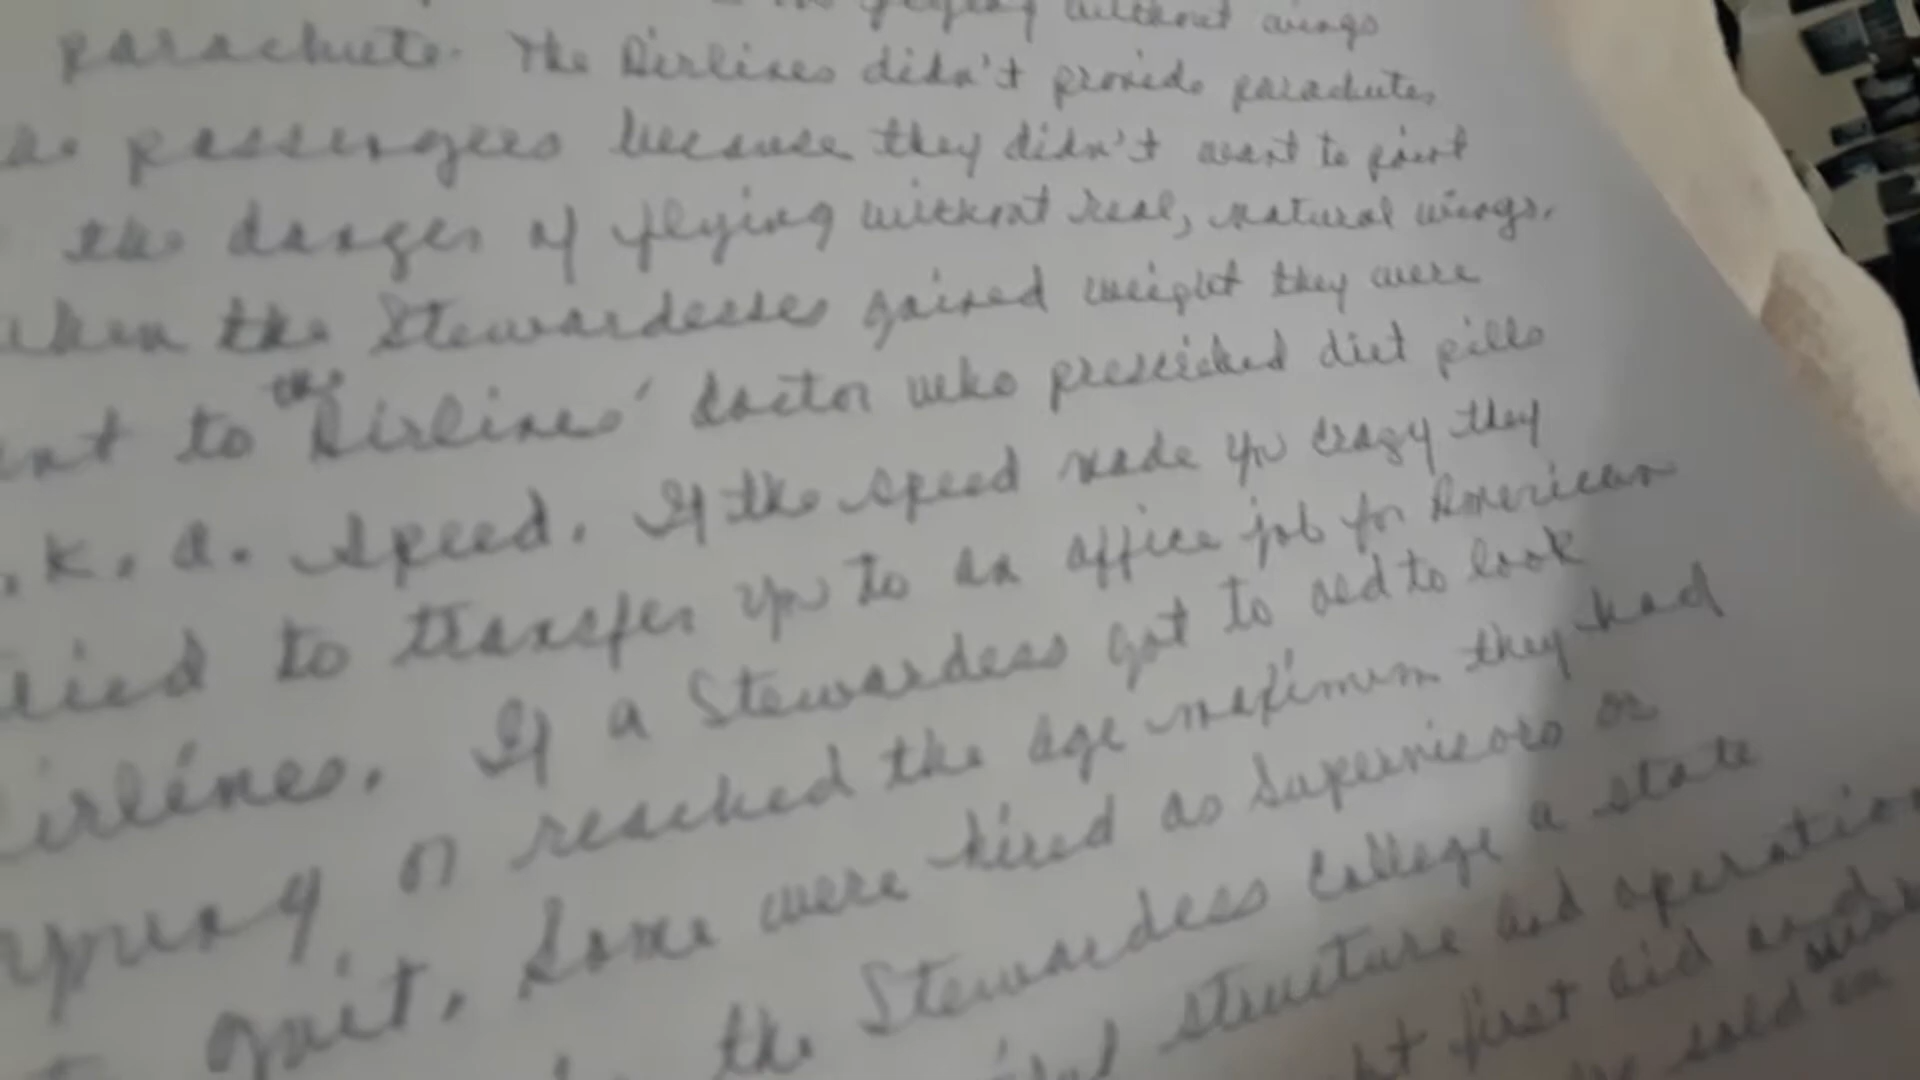 flying without wings
parachute. The Airlines didn't provide parachutes
passengers because they didn't want to point
the danger of flying without real, natural wings.
when the Stewardesses gained weight they were
the
to Airlines' doctor who prescribed diet pills
k. a. speed. If the speed made you crazy they
tried to transfer you to an office job for American
Airlines. If a Stewardess got to old to look
young or reached the age maximum they had
quit. Some were hired as Supervisors or
the Stewardess College a state
structure and operation
first aid and
sold in